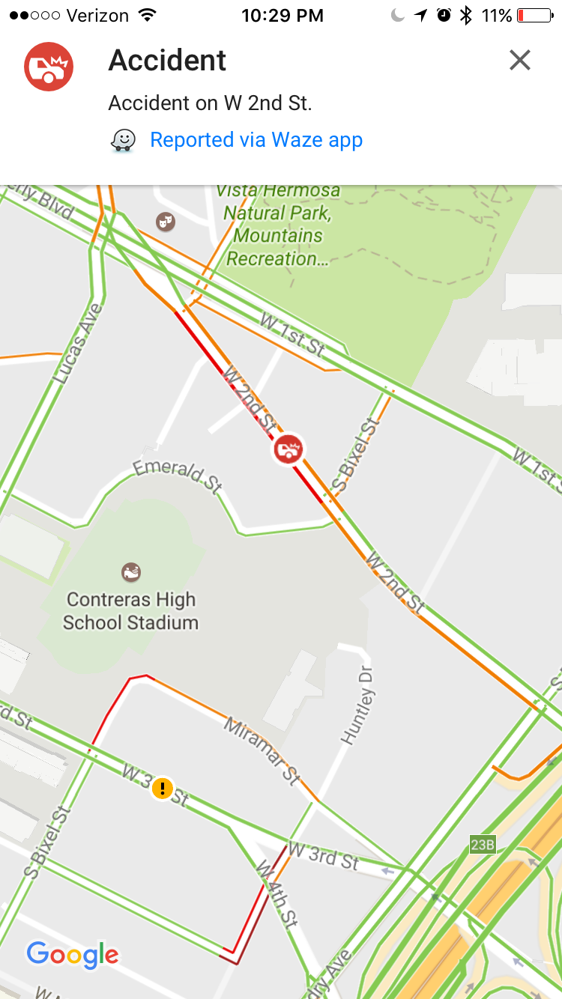 Verizon 10:29 PM 11%
Accident
Accident on W 2nd St.
Reported via Waze app
erly Blvd
Vista Hermosa
Natural Park,
Mountains
Recreation...
Lucas Ave
W 1st St
W 2nd St
S Bixel St
W 1st S
Emerald St
W 2nd St
Contreras High
School Stadium
S
Huntley Dr
rd St
Miramar St
W 3 St
S Bixel St
W 3rd St
23B
W 4th St
Google
dry Ave
W